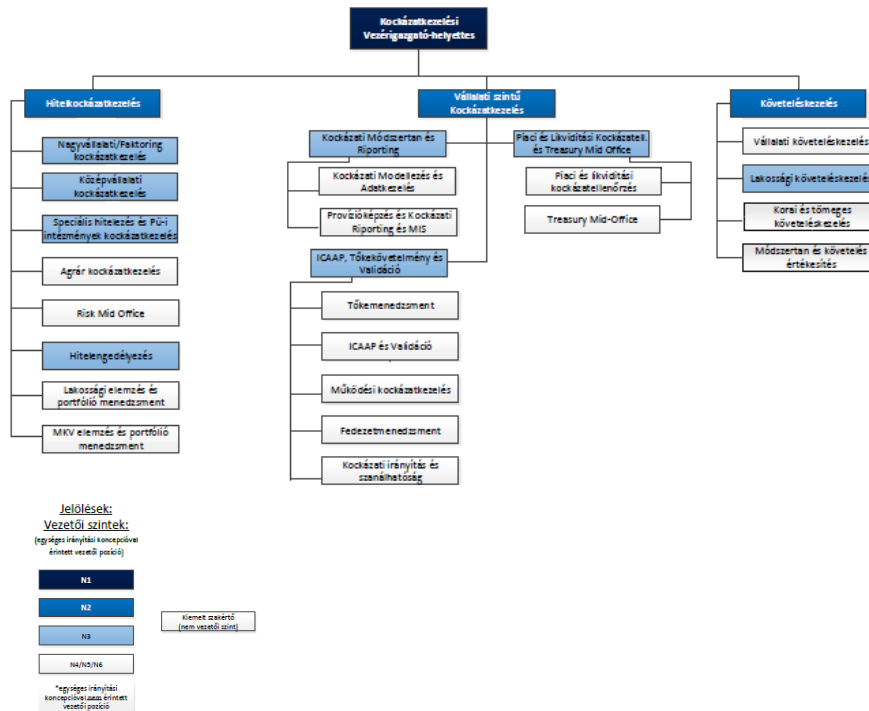 Kockázatkezelési
Vezérigazgató-helyettes
Hitelkockázatkezelés
Nagyvállalati/Faktoring
kockázatkezelés
Középvállalati
kockázatkezelés
Speciális hitelezés és Pü-i
intézmények kockázatkezelés
Agrár kockázatkezelés
Risk Mid Office
Hitelengedélyezés
Lakossági elemzés és
portfólió menedzsment
MKV elemzés és portfólió
menedzsment
Vállalati szintű
Kockázatkezelés
Kockázati Módszertan és
Riporting
Kockázati Modellezés és
Adatkezelés
Provízióképzés és Kockázati
Riporting és MIS
Piaci és Likviditási Kockázatell.
és Treasury Mid Office
Piaci és likviditási
kockázatellenőrzés
Treasury Mid-Office
ICAAP, Tőkekövetelmény és
Validáció
Tőkemenedzsment
ICAAP és Validáció
Működési kockázatkezelés
Fedezetmenedzsment
Kockázati irányítás és
szanálhatóság
Követeléskezelés
Vállalati követeléskezelés
Lakossági követeléskezelés
Korai és tömeges
követeléskezelés
Módszertan és követelés
értékesítés
Jelölések:
Vezetői szintek:
(egységes irányítási koncepcióval
érintett vezetői pozíció)
N1
N2
N3
N4/N5/N6
*egységes irányítási
koncepcióval nem érintett
vezetői pozíció
Kiemelt szakértő
(nem vezetői szint)